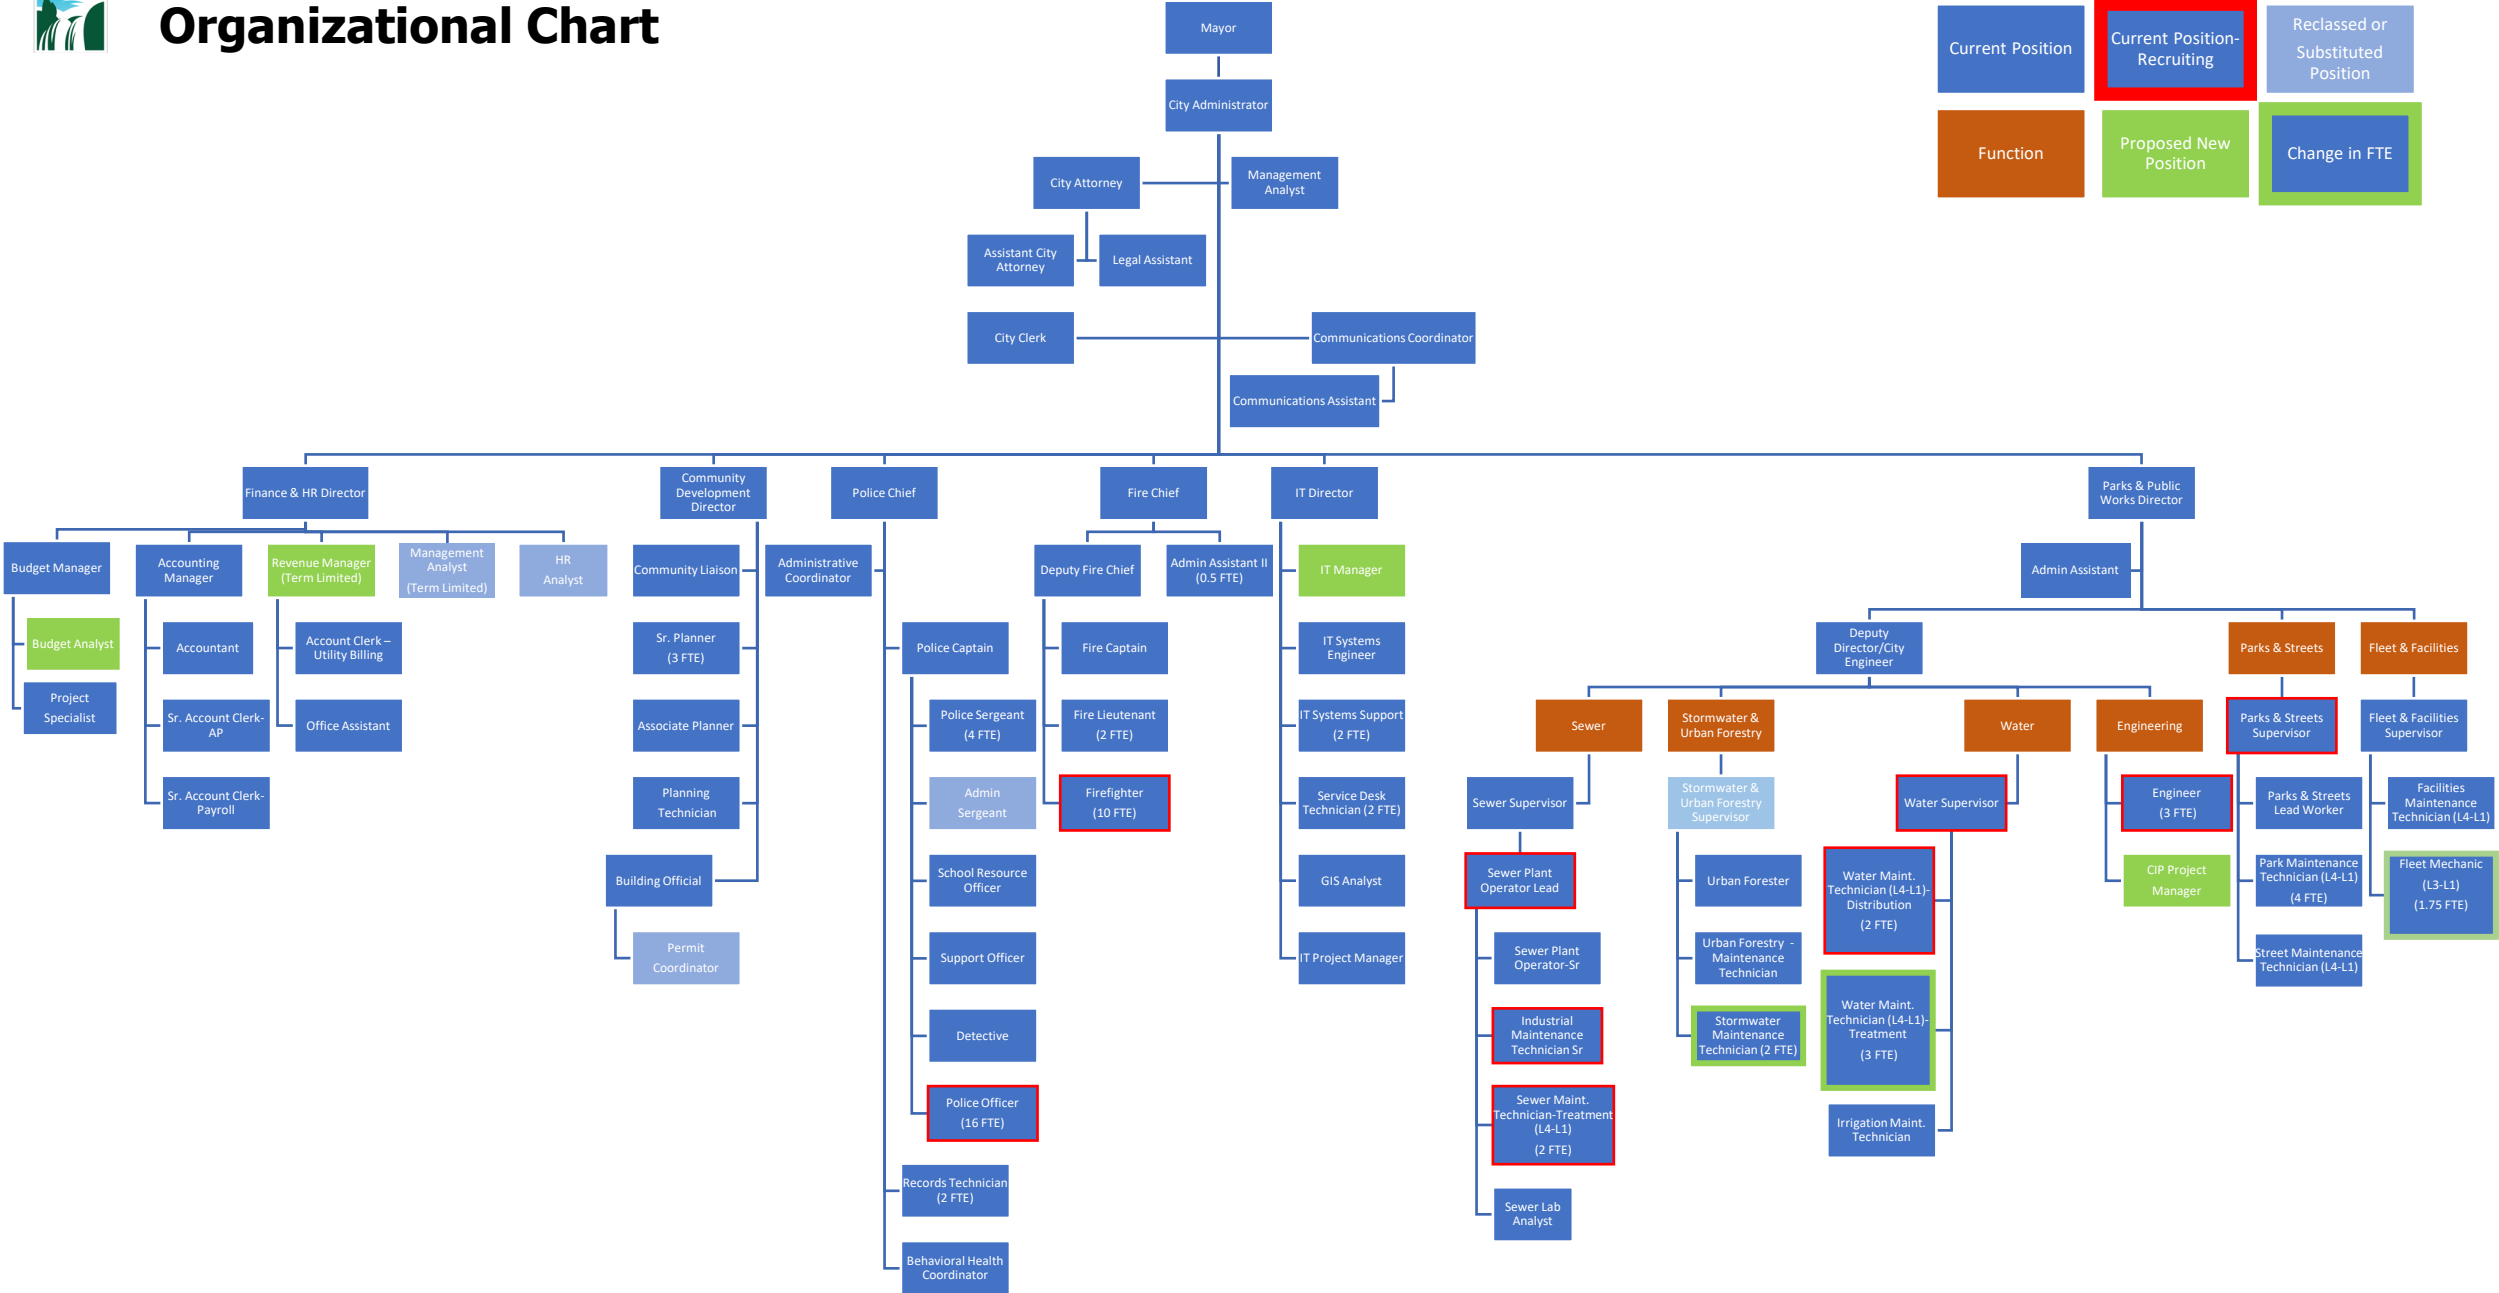 Organizational Chart
Current Position
Current Position-
Recruiting
Reclassed or
Substituted
Position
Function
Proposed New
Position
Change in FTE
Mayor
City Administrator
City Attorney
Management
Analyst
Assistant City
Attorney
Legal Assistant
City Clerk
Communications Coordinator
Communications Assistant
Finance & HR Director
Community
Development
Director
Police Chief
Fire Chief
IT Director
Parks & Public
Works Director
Budget Manager
Budget Analyst
Project
Specialist
Accounting
Manager
Accountant
Sr. Account Clerk-
AP
Sr. Account Clerk-
Payroll
Revenue Manager
(Term Limited)
Account Clerk –
Utility Billing
Office Assistant
Management
Analyst
(Term Limited)
HR
Analyst
Community Liaison
Sr. Planner
(3 FTE)
Associate Planner
Planning
Technician
Building Official
Permit
Coordinator
Administrative
Coordinator
Police Captain
Police Sergeant
(4 FTE)
Admin
Sergeant
School Resource
Officer
Support Officer
Detective
Police Officer
(16 FTE)
Records Technician
(2 FTE)
Behavioral Health
Coordinator
Deputy Fire Chief
Admin Assistant II
(0.5 FTE)
Fire Captain
Fire Lieutenant
(2 FTE)
Firefighter
(10 FTE)
IT Manager
IT Systems
Engineer
IT Systems Support
(2 FTE)
Service Desk
Technician (2 FTE)
GIS Analyst
IT Project Manager
Admin Assistant
Deputy
Director/City
Engineer
Parks & Streets
Fleet & Facilities
Sewer
Stormwater &
Urban Forestry
Water
Engineering
Parks & Streets
Supervisor
Fleet & Facilities
Supervisor
Sewer Supervisor
Sewer Plant
Operator Lead
Sewer Plant
Operator-Sr
Industrial
Maintenance
Technician Sr
Sewer Maint.
Technician-Treatment
(L4-L1)
(2 FTE)
Sewer Lab
Analyst
Stormwater &
Urban Forestry
Supervisor
Urban Forester
Urban Forestry -
Maintenance
Technician
Stormwater
Maintenance
Technician (2 FTE)
Water Supervisor
Water Maint.
Technician (L4-L1)-
Distribution
(2 FTE)
Water Maint.
Technician (L4-L1)-
Treatment
(3 FTE)
Irrigation Maint.
Technician
Engineer
(3 FTE)
CIP Project
Manager
Parks & Streets
Lead Worker
Park Maintenance
Technician (L4-L1)
(4 FTE)
Street Maintenance
Technician (L4-L1)
Facilities
Maintenance
Technician (L4-L1)
Fleet Mechanic
(L3-L1)
(1.75 FTE)